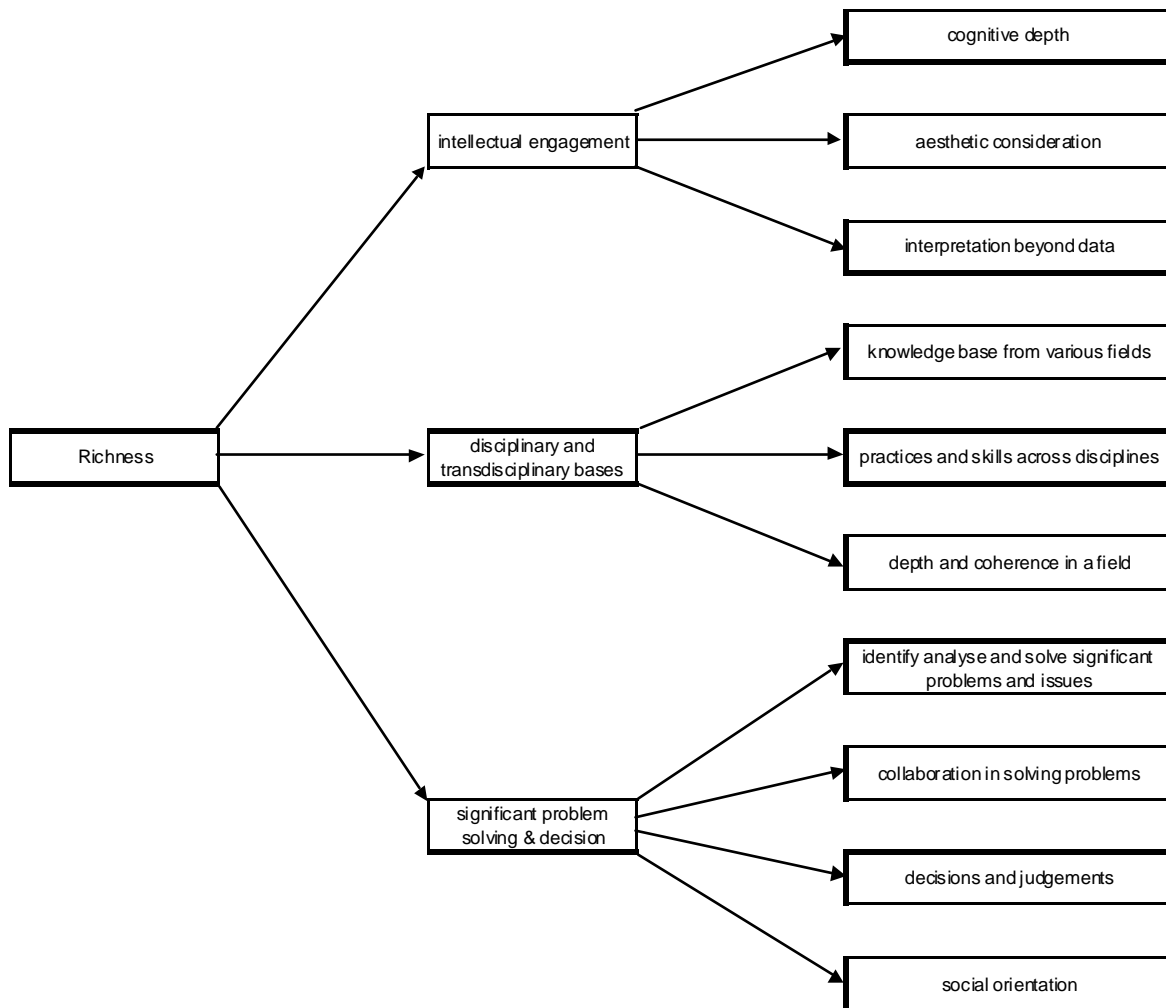 cognitive depth
intellectual engagement
aesthetic consideration
interpretation beyond data
knowledge base from various fields
Richness
disciplinary and
transdisciplinary bases
practices and skills across disciplines
depth and coherence in a field
identify analyse and solve significant
problems and issues
collaboration in solving problems
significant problem
solving & decision
decisions and judgements
social orientation